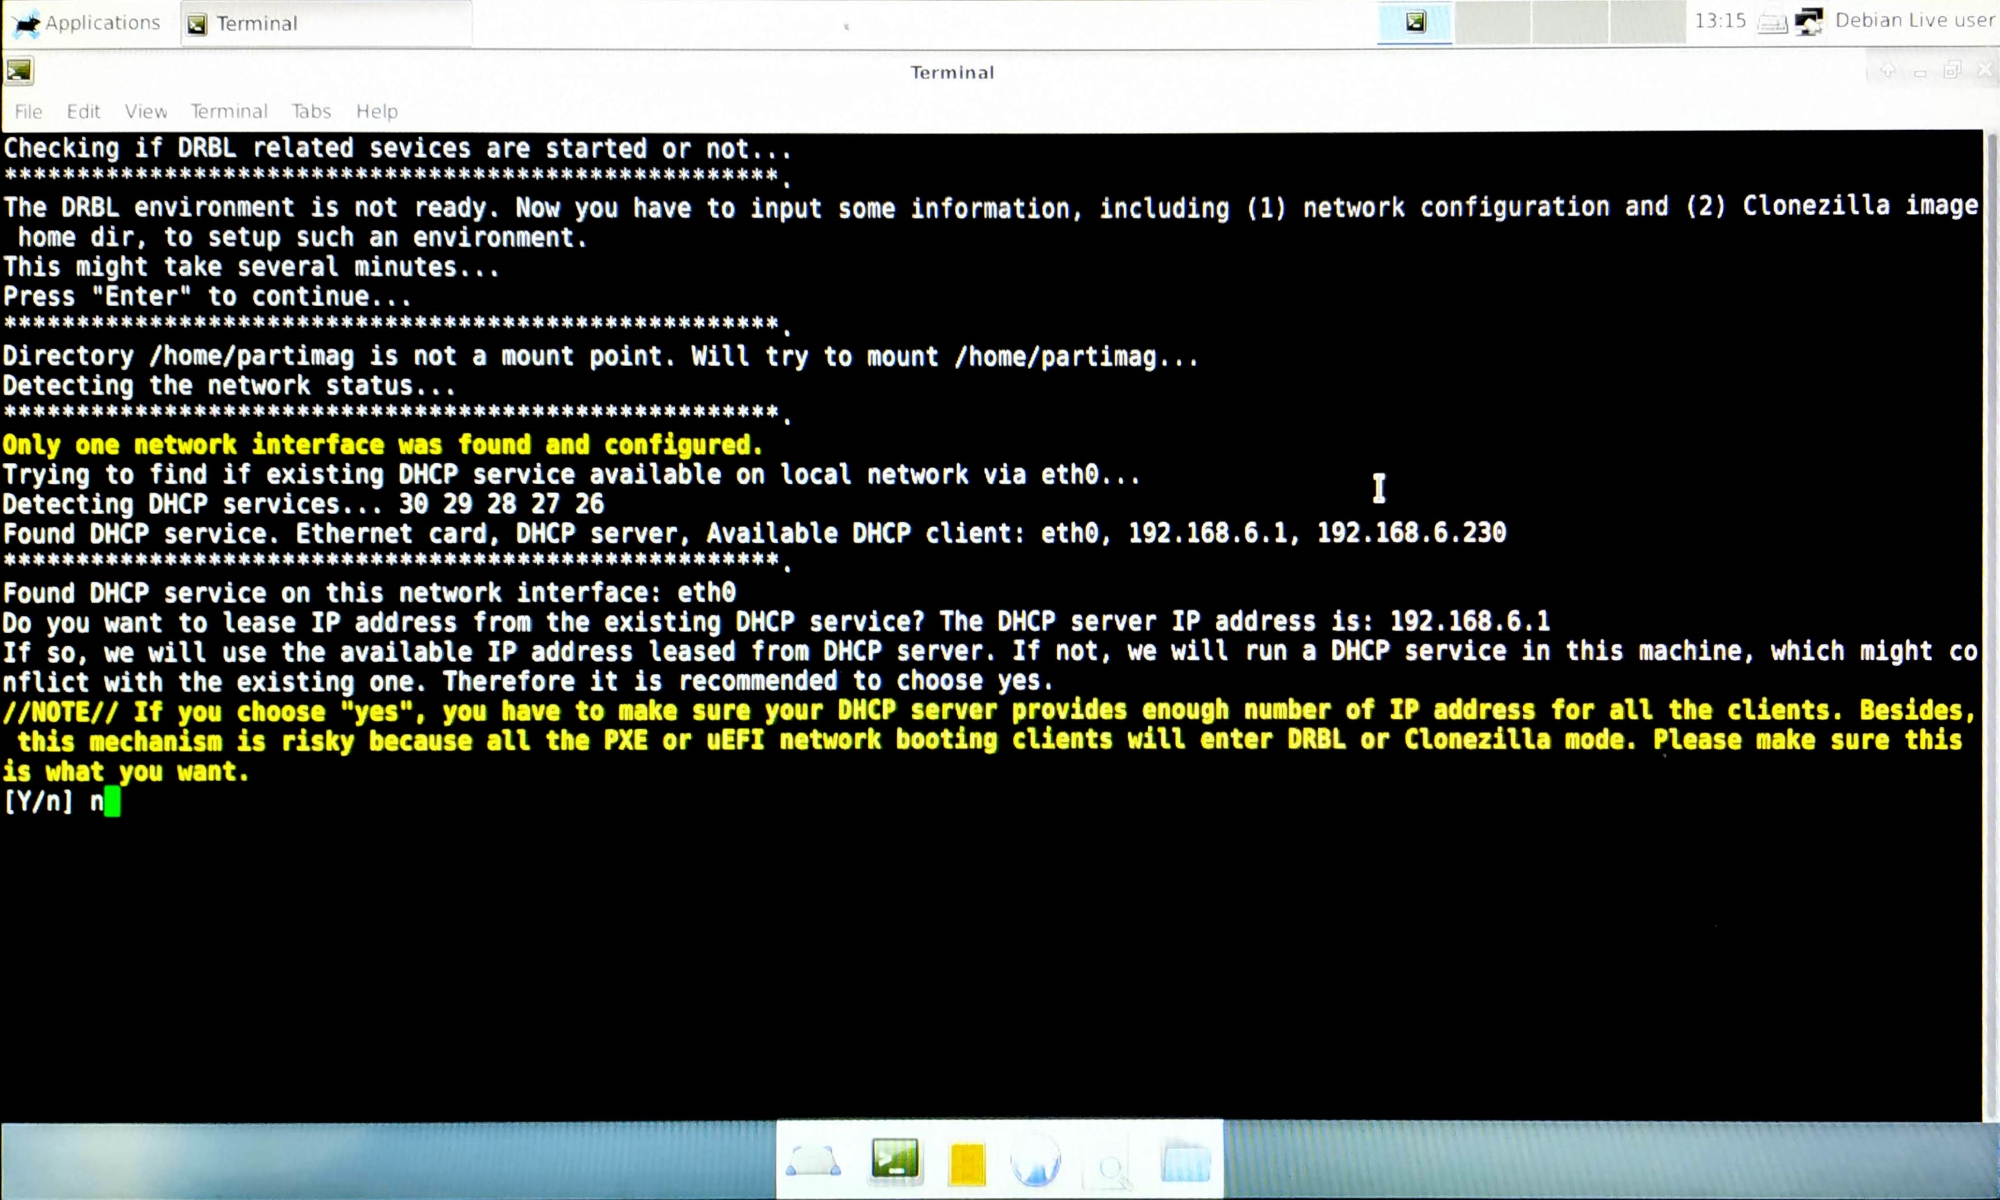 Applications
Terminal
13:15
Debian Live user
Terminal
File Edit View Terminal Tabs Help
Checking if DRBL related sevices are started or not...
*****************************************************.
The DRBL environment is not ready. Now you have to input some information, including (1) network configuration and (2) Clonezilla image
home dir, to setup such an environment.
This might take several minutes...
Press "Enter" to continue...
*****************************************************.
Directory /home/partimag is not a mount point. Will try to mount /home/partimag...
Detecting the network status...
*****************************************************.
Only one network interface was found and configured.
Trying to find if existing DHCP service available on local network via eth0...
Detecting DHCP services... 30 29 28 27 26
Found DHCP service. Ethernet card, DHCP server, Available DHCP client: eth0, 192.168.6.1, 192.168.6.230
*****************************************************.
Found DHCP service on this network interface: eth0
Do you want to lease IP address from the existing DHCP service? The DHCP server IP address is: 192.168.6.1
If so, we will use the available IP address leased from DHCP server. If not, we will run a DHCP service in this machine, which might co
nflict with the existing one. Therefore it is recommended to choose yes.
//NOTE// If you choose "yes", you have to make sure your DHCP server provides enough number of IP address for all the clients. Besides,
this mechanism is risky because all the PXE or uEFI network booting clients will enter DRBL or Clonezilla mode. Please make sure this
is what you want.
[Y/n] n